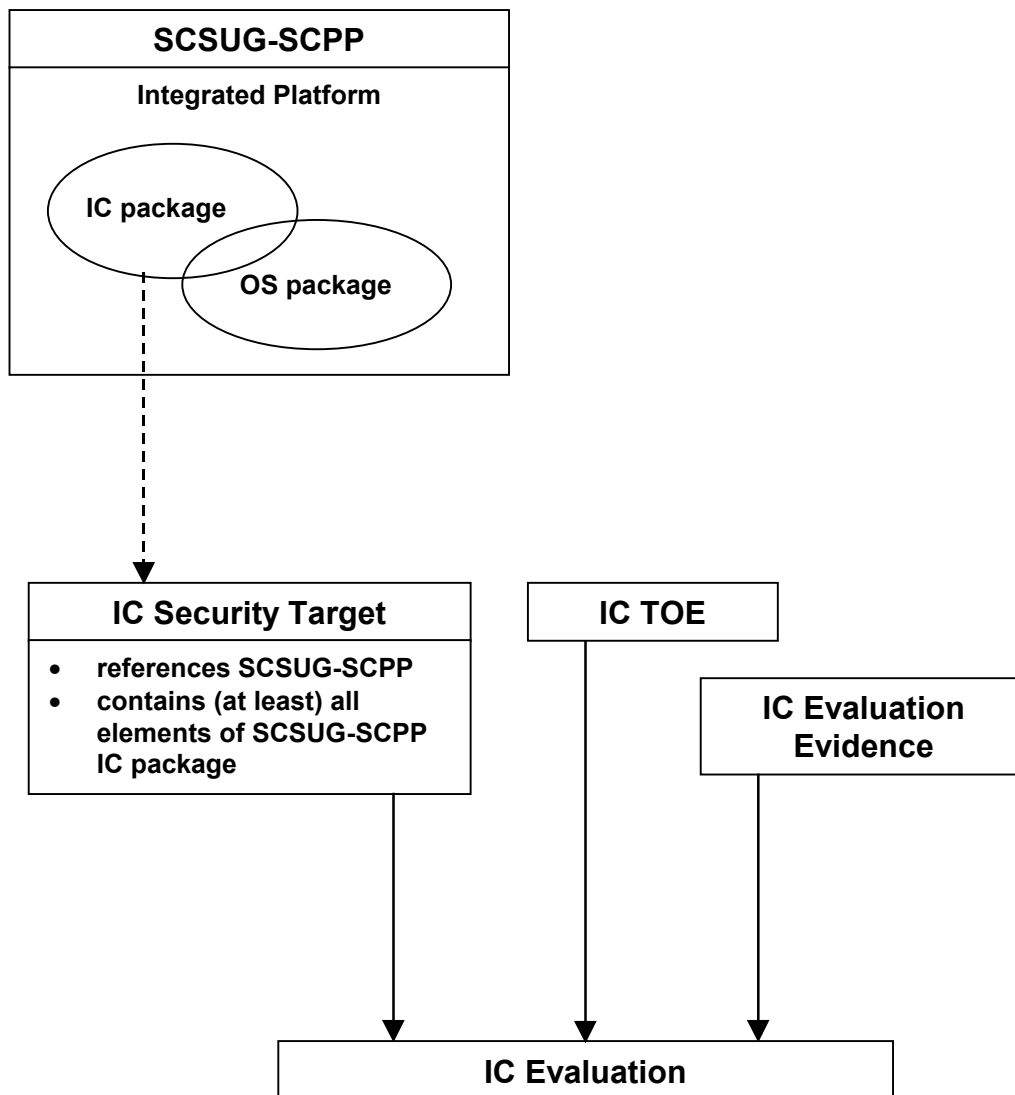 SCSUG-SCPP
Integrated Platform
IC package
OS package
IC Security Target
• references SCSUG-SCPP
• contains (at least) all
elements of SCSUG-SCPP
IC package
IC TOE
IC Evaluation
Evidence
IC Evaluation